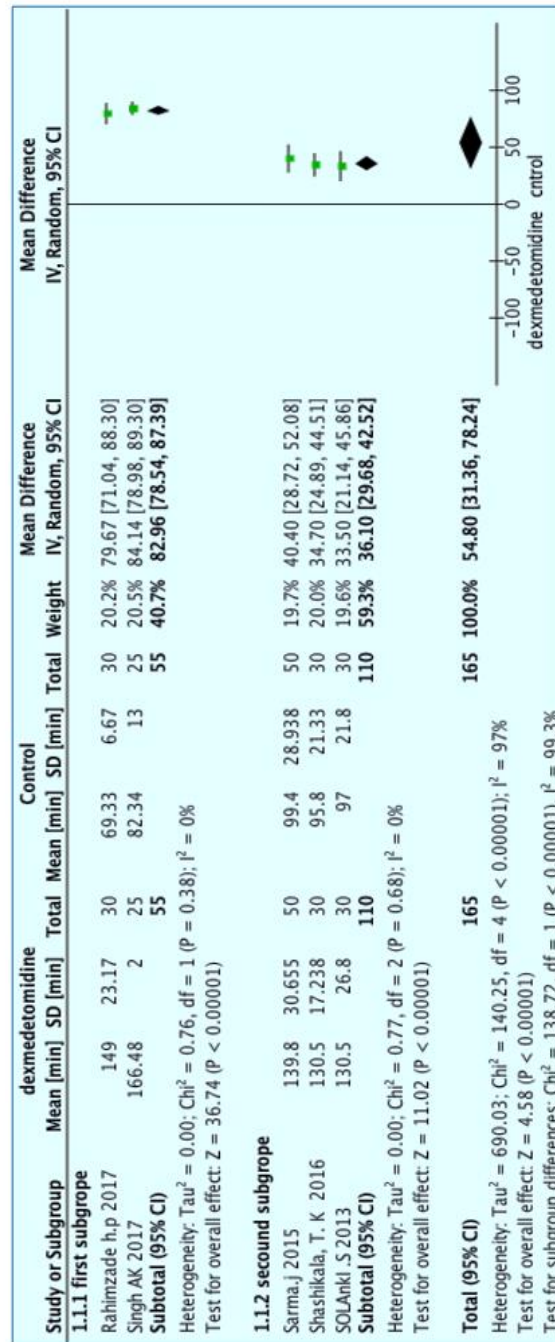 dexmedetomidine Control Mean Difference Mean Difference
Study or Subgroup Mean [min] SD [min] Total Mean [min] SD [min] Total Weight IV, Random, 95% CI IV, Random, 95% CI
1.1.1 first subgrope
Rahimzade h.p 2017 149 23.17 30 69.33 6.67 30 20.2% 79.67 [71.04, 88.30]
Singh AK 2017 166.48 2 25 82.34 13 25 20.5% 84.14 [78.98, 89.30]
Subtotal (95% CI) 55 55 40.7% 82.96 [78.54, 87.39]
Heterogeneity: Tau² = 0.00; Chi² = 0.76, df = 1 (P = 0.38); I² = 0%
Test for overall effect: Z = 36.74 (P < 0.00001)
1.1.2 secound subgrope
Sarma.j 2015 139.8 30.655 50 99.4 28.938 50 19.7% 40.40 [28.72, 52.08]
Shashikala, T. K 2016 130.5 17.238 30 95.8 21.33 30 20.0% 34.70 [24.89, 44.51]
SOLAnkI .S 2013 130.5 26.8 30 97 21.8 30 19.6% 33.50 [21.14, 45.86]
Subtotal (95% CI) 110 110 59.3% 36.10 [29.68, 42.52]
Heterogeneity: Tau² = 0.00; Chi² = 0.77, df = 2 (P = 0.68); I² = 0%
Test for overall effect: Z = 11.02 (P < 0.00001)
Total (95% CI) 165 165 100.0% 54.80 [31.36, 78.24]
Heterogeneity: Tau² = 690.03; Chi² = 140.25, df = 4 (P < 0.00001); I² = 97%
Test for overall effect: Z = 4.58 (P < 0.00001)
Test for subgroup differences: Chi² = 138.72, df = 1 (P < 0.00001), I² = 99.3%
-100 -50 0 50 100
dexmedetomidine cntrol